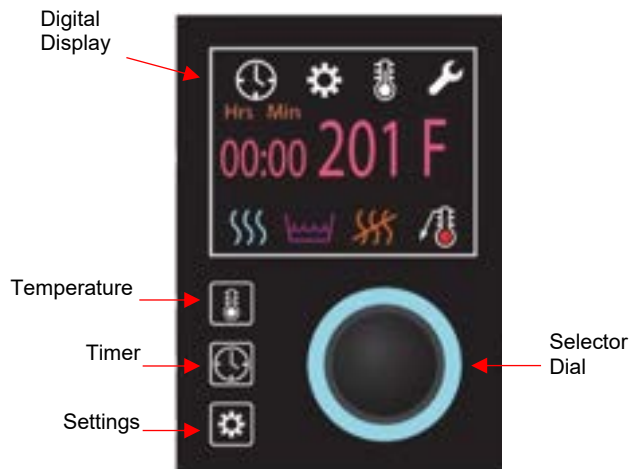 Digital
Display
Hrs Min
00:00 201 F
Temperature
Timer
Selector
Dial
Settings